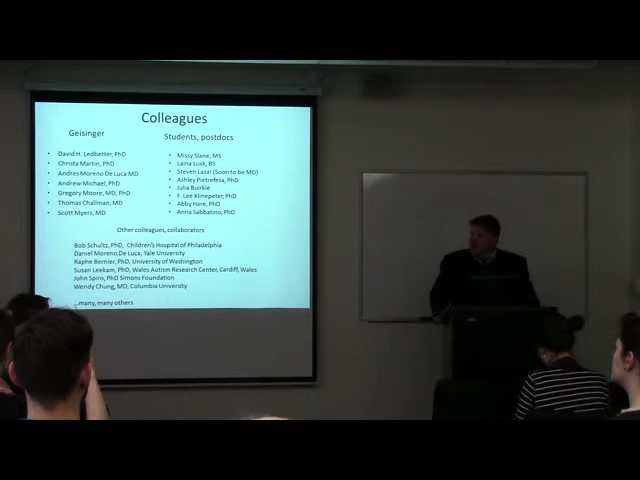 Colleagues
Geisinger
• David H. Ledbetter, PhD
• Christa Martin, PhD
• Andres Moreno De Luca MD
• Andrew Michael, PhD
• Gregory Moore, MD, PhD
• Thomas Challman, MD
• Scott Myers, MD
Students, postdocs
• Missy Slane, MS
• Laina Lusk, BS
• Steven Lazar (Soon to be MD)
• Ashley Pietrefesa, PhD
• Julia Buirkle
• F. Lee Klinepeter, PhD
• Abby Hare, PhD
• Anna Sabbatino, PhD
Other colleagues, collaborators
Bob Schultz, PhD, Children's Hospital of Philadelphia
Daniel Moreno De Luca, Yale University
Raphe Bernier, PhD, University of Washington
Susan Leekam, PhD, Wales Autism Research Center, Cardiff, Wales
John Spiro, PhD Simons Foundation
Wendy Chung, MD, Columbia University
...many, many others